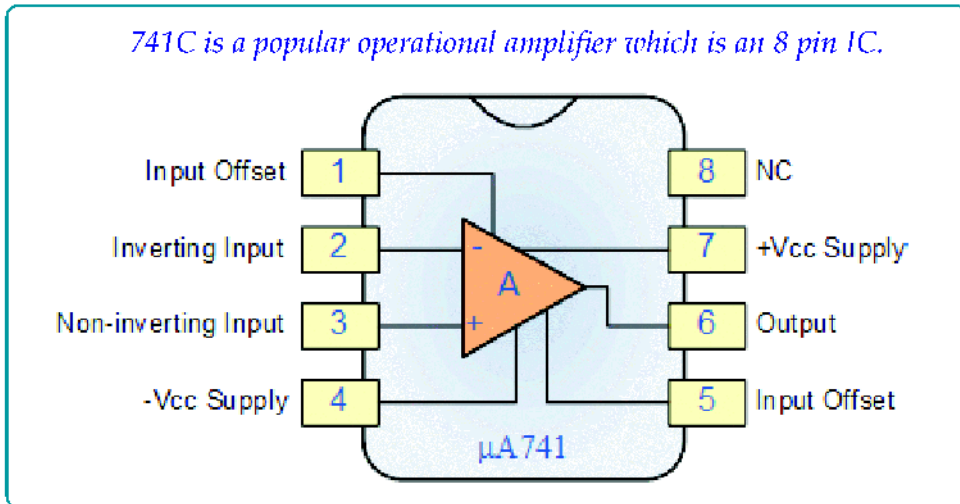 741C is a popular operational amplifier which is an 8 pin IC.
Input Offset 1
8 NC
Inverting Input 2
-
7 +Vcc Supply
A
Non-inverting Input 3
+
6 Output
-Vcc Supply 4
5 Input Offset
µA741